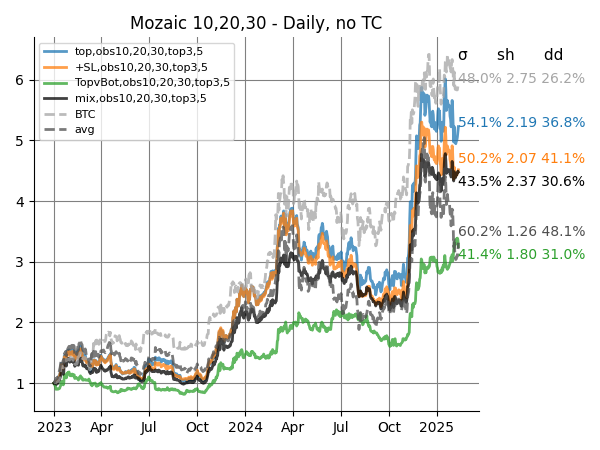 Mozaic 10,20,30 - Daily, no TC
top,obs10,20,30,top3,5
+SL,obs10,20,30,top3,5
TopvBot,obs10,20,30,top3,5
mix,obs10,20,30,top3,5
BTC
avg
σ sh dd
48.0% 2.75 26.2%
54.1% 2.19 36.8%
50.2% 2.07 41.1%
43.5% 2.37 30.6%
60.2% 1.26 48.1%
41.4% 1.80 31.0%
6
5
4
3
2
1
2023 Apr Jul Oct 2024 Apr Jul Oct 2025